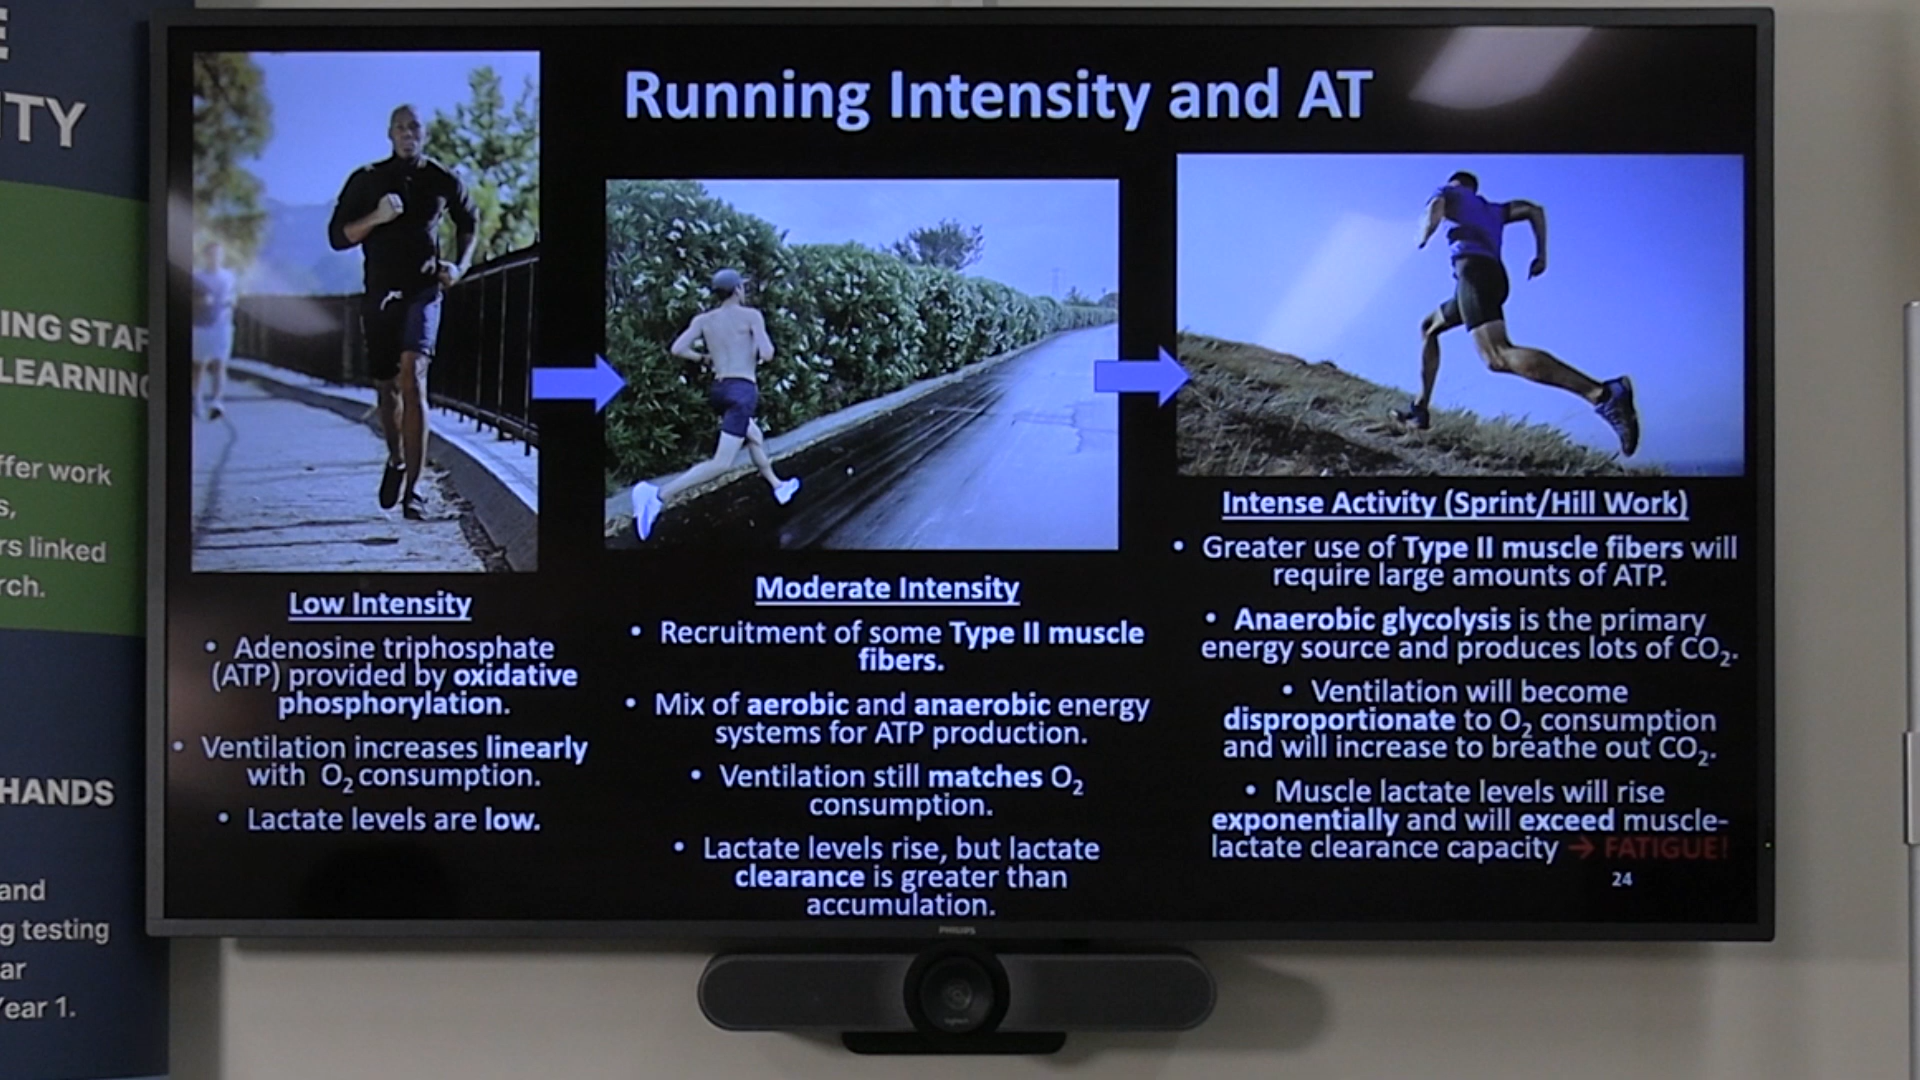 E
ITY
ING STAF
LEARNING
ffer work
s,
rs linked
rch.
HANDS
and
g testing
ar
Year 1.
Running Intensity and AT
Low Intensity
• Adenosine triphosphate
(ATP) provided by oxidative
phosphorylation.
• Ventilation increases linearly
with O₂ consumption.
• Lactate levels are low.
Moderate Intensity
• Recruitment of some Type II muscle
fibers.
• Mix of aerobic and anaerobic energy
systems for ATP production.
• Ventilation still matches O₂
consumption.
• Lactate levels rise, but lactate
clearance is greater than
accumulation.
Intense Activity (Sprint/Hill Work)
• Greater use of Type II muscle fibers will
require large amounts of ATP.
• Anaerobic glycolysis is the primary
energy source and produces lots of CO₂.
• Ventilation will become
disproportionate to O₂ consumption
and will increase to breathe out CO₂.
• Muscle lactate levels will rise
exponentially and will exceed muscle-
lactate clearance capacity → FATIGUE!
24
PHILIPS